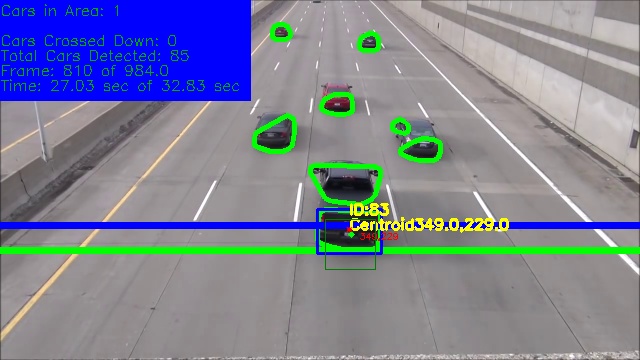 Cars in Area: 1
Cars Crossed Down: 0
Total Cars Detected: 85
Frame: 810 of 984.0
Time: 27.03 sec of 32.83 sec
ID:83
Centroid349.0,229.0